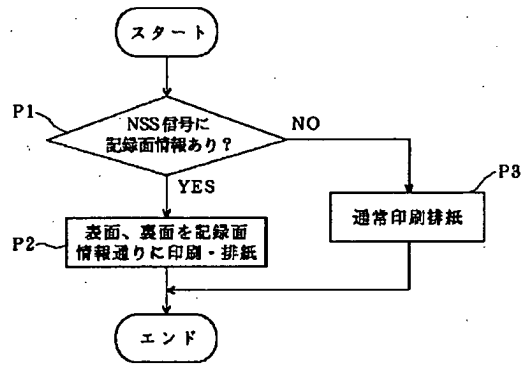 スタート
P1
NSS信号に
記録面情報あり？
NO
YES
P3
通常印刷排紙
P2
表面、裏面を記録面
情報通りに印刷・排紙
エンド